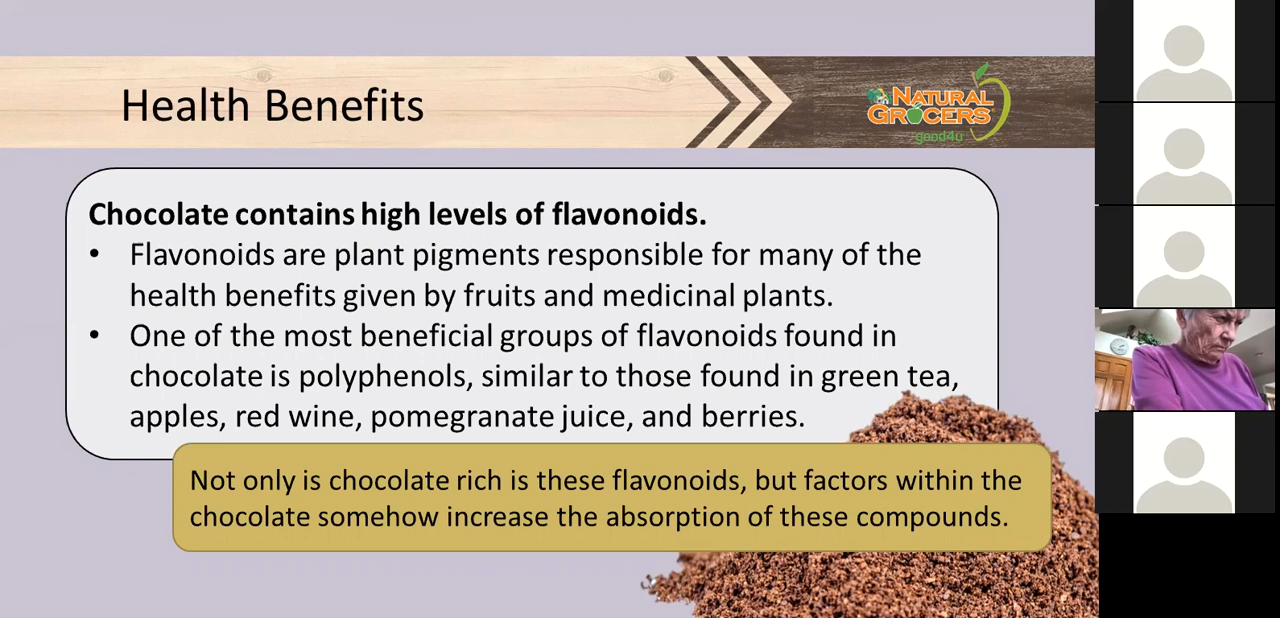 Health Benefits
NATURAL
GROCERS
good4u
Chocolate contains high levels of flavonoids.
• Flavonoids are plant pigments responsible for many of the
health benefits given by fruits and medicinal plants.
• One of the most beneficial groups of flavonoids found in
chocolate is polyphenols, similar to those found in green tea,
apples, red wine, pomegranate juice, and berries.
Not only is chocolate rich is these flavonoids, but factors within the
chocolate somehow increase the absorption of these compounds.